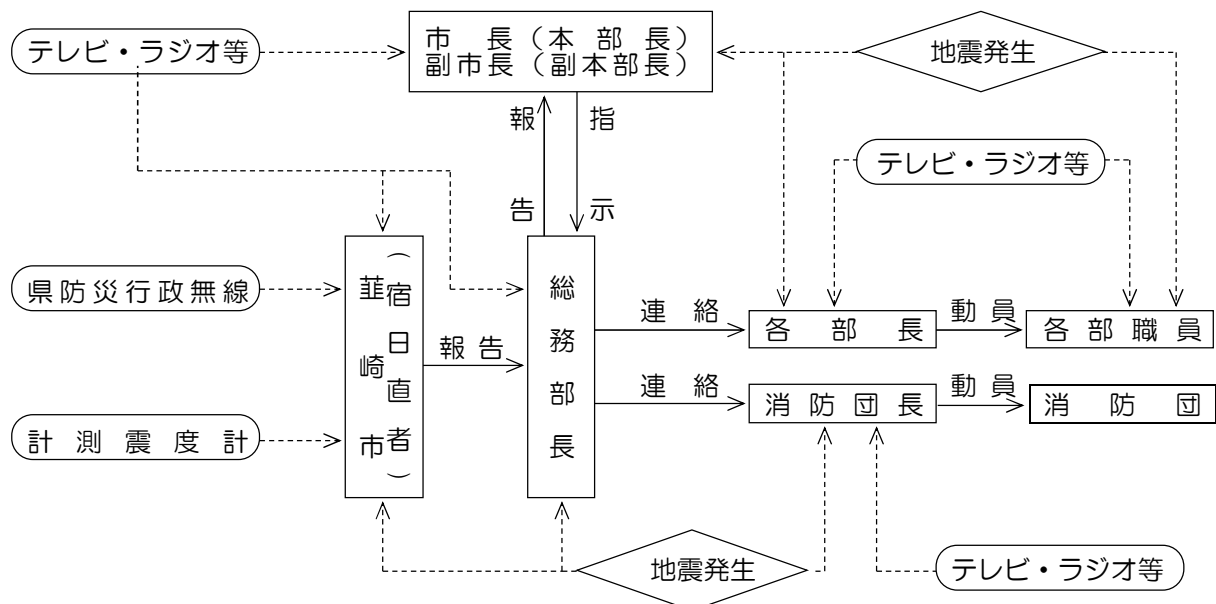 テレビ・ラジオ等
市長（本部長）
副市長（副本部長）
地震発生
報告
指示
テレビ・ラジオ等
県防災行政無線
計測震度計
韮崎市
（宿日直者）
報告
総務部長
連絡
各部長
動員
各部職員
連絡
消防団長
動員
消防団
地震発生
テレビ・ラジオ等